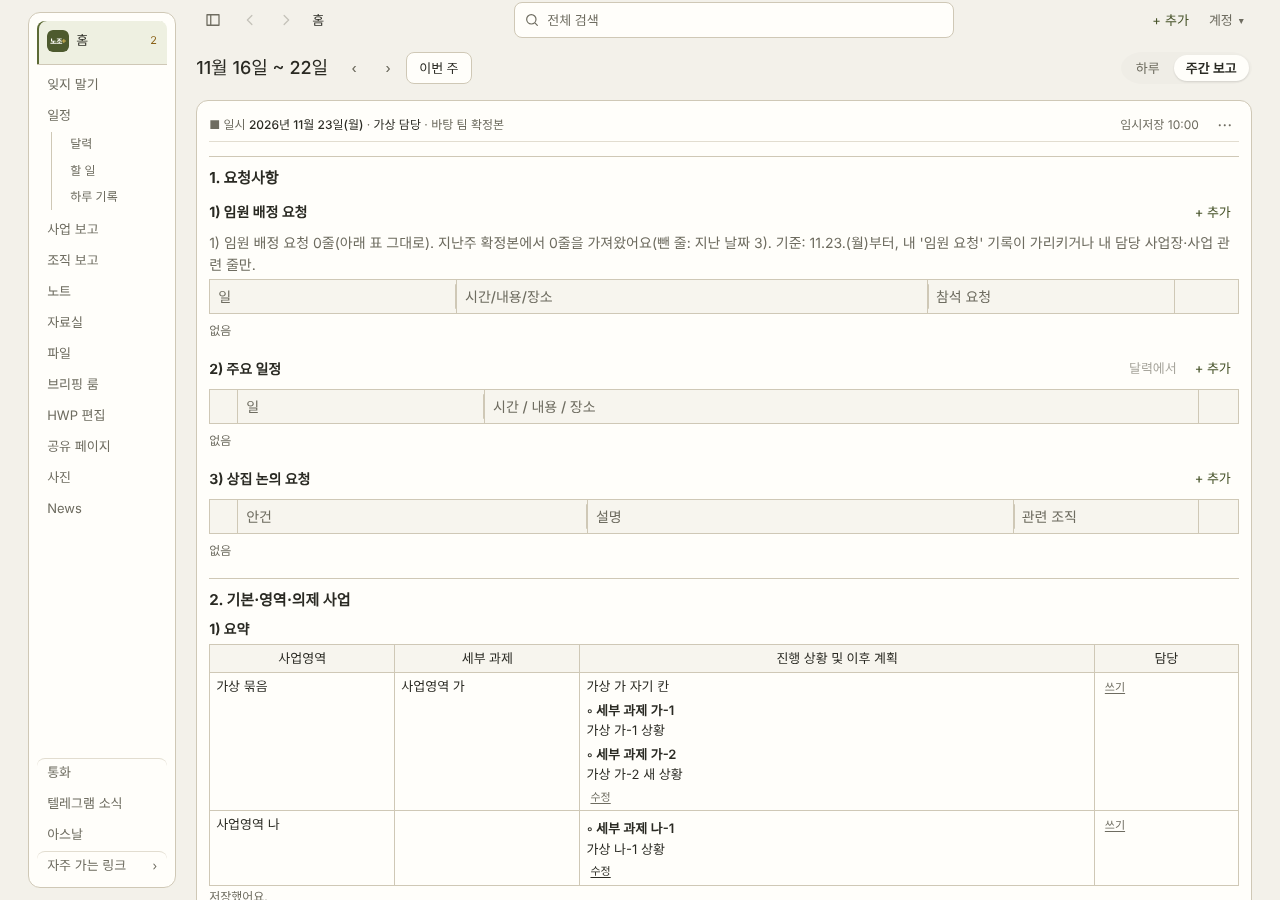 홈
2
잊지 말기
일정
달력
할 일
하루 기록
사업 보고
조직 보고
노트
자료실
파일
브리핑 룸
HWP 편집
공유 페이지
사진
News
통화
텔레그램 소식
아스날
자주 가는 링크 ›
홈
전체 검색
+ 추가
계정 ▾
11월 16일 ~ 22일
‹ ›
이번 주
하루
주간 보고
■ 일시 2026년 11월 23일(월) · 가상 담당 · 바탕 팀 확정본
임시저장 10:00 ⋯
1. 요청사항
1) 임원 배정 요청
+ 추가
1) 임원 배정 요청 0줄(아래 표 그대로). 지난주 확정본에서 0줄을 가져왔어요(뺀 줄: 지난 날짜 3). 기준: 11.23.(월)부터, 내 '임원 요청' 기록이 가리키거나 내 담당 사업장·사업 관
련 줄만.
일 시간/내용/장소 참석 요청
없음
2) 주요 일정
달력에서 + 추가
일 시간 / 내용 / 장소
없음
3) 상집 논의 요청
+ 추가
안건 설명 관련 조직
없음
2. 기본·영역·의제 사업
1) 요약
사업영역 세부 과제 진행 상황 및 이후 계획 담당
가상 묶음 사업영역 가 가상 가 자기 칸 쓰기
∘ 세부 과제 가-1
가상 가-1 상황
∘ 세부 과제 가-2
가상 가-2 새 상황
수정
사업영역 나 ∘ 세부 과제 나-1 쓰기
가상 나-1 상황
수정
저장했어요.